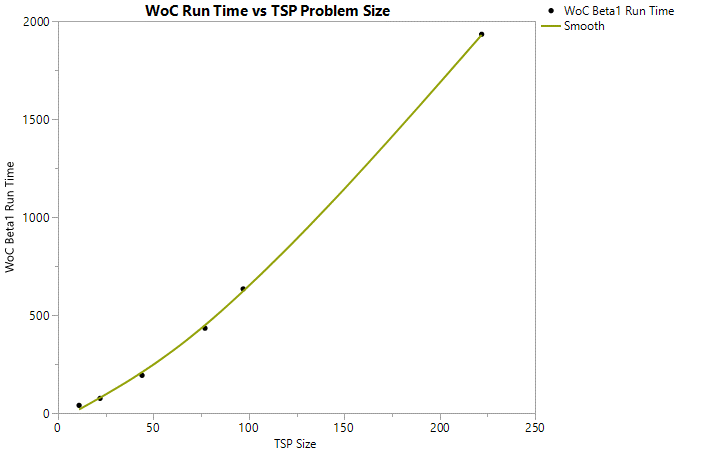 WoC Run Time vs TSP Problem Size
WoC Beta1 Run Time
Smooth
2000
1500
1000
500
0
WoC Beta1 Run Time
0 50 100 150 200 250
TSP Size